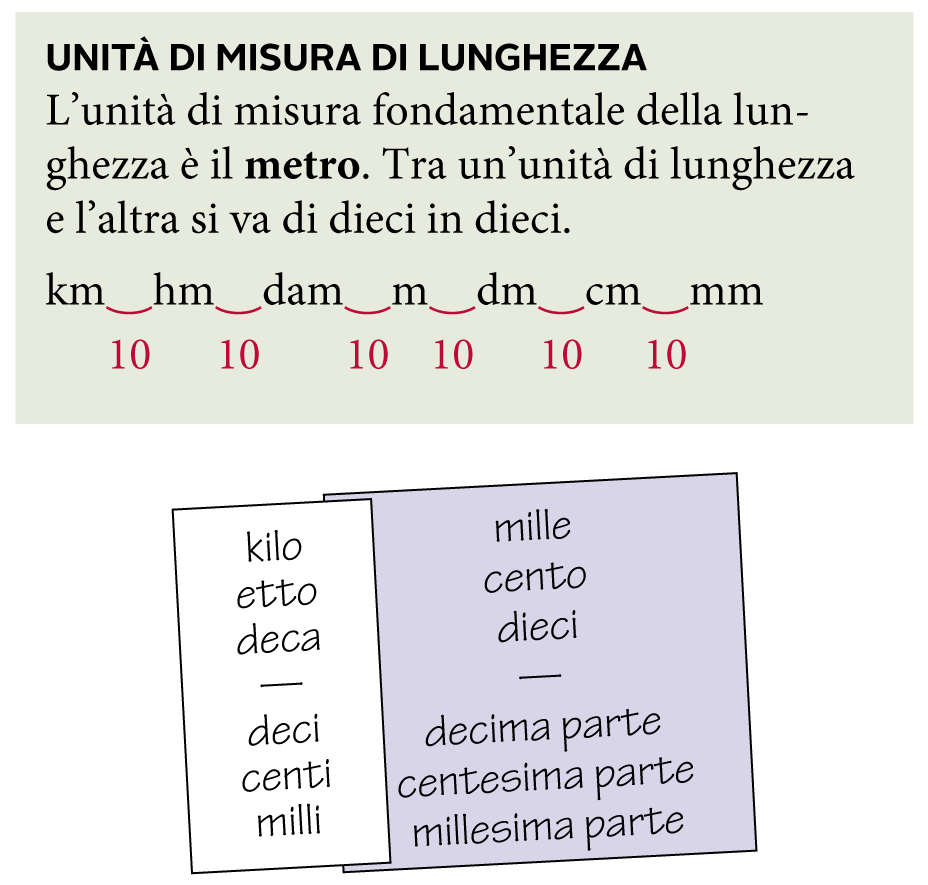 UNITÀ DI MISURA DI LUNGHEZZA
L’unità di misura fondamentale della lun-
ghezza è il metro. Tra un’unità di lunghezza
e l’altra si va di dieci in dieci.
km hm dam m dm cm mm
10 10 10 10 10 10
kilo
etto
deca
—
deci
centi
milli
mille
cento
dieci
—
decima parte
centesima parte
millesima parte